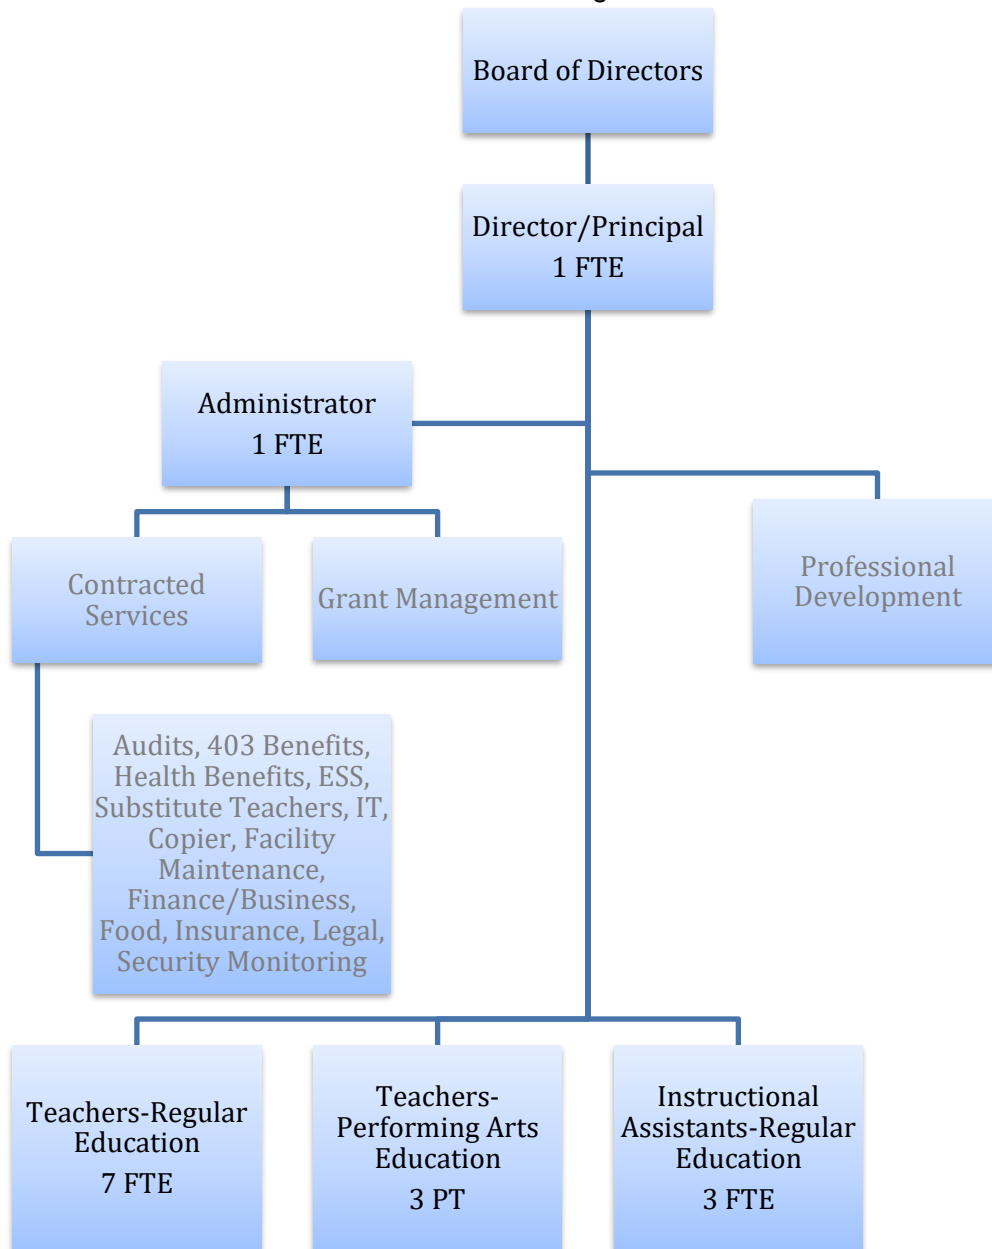 Board of Directors
Director/Principal
1 FTE
Administrator
1 FTE
Contracted
Services
Grant Management
Professional
Development
Audits, 403 Benefits,
Health Benefits, ESS,
Substitute Teachers, IT,
Copier, Facility
Maintenance,
Finance/Business,
Food, Insurance, Legal,
Security Monitoring
Teachers-Regular
Education
7 FTE
Teachers-
Performing Arts
Education
3 PT
Instructional
Assistants-Regular
Education
3 FTE